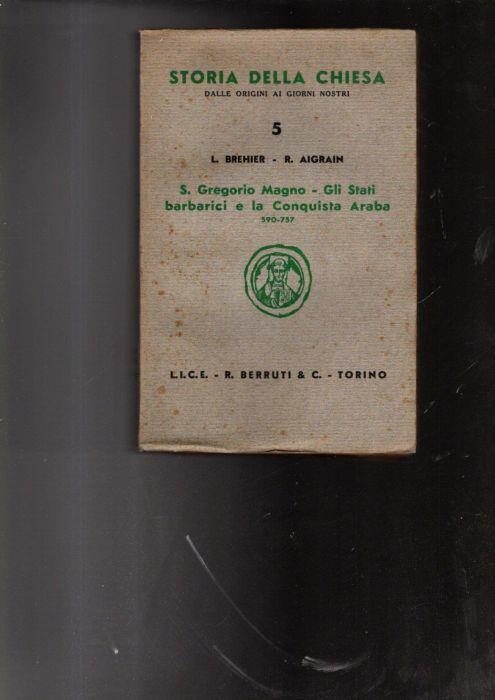 STORIA DELLA CHIESA
DALLE ORIGINI AI GIORNI NOSTRI
5
L. BREHIER - R. AIGRAIN
S. Gregorio Magno - Gli Stati
barbarici e la Conquista Araba
590-757
L.I.C.E. - R. BERRUTI & C. - TORINO